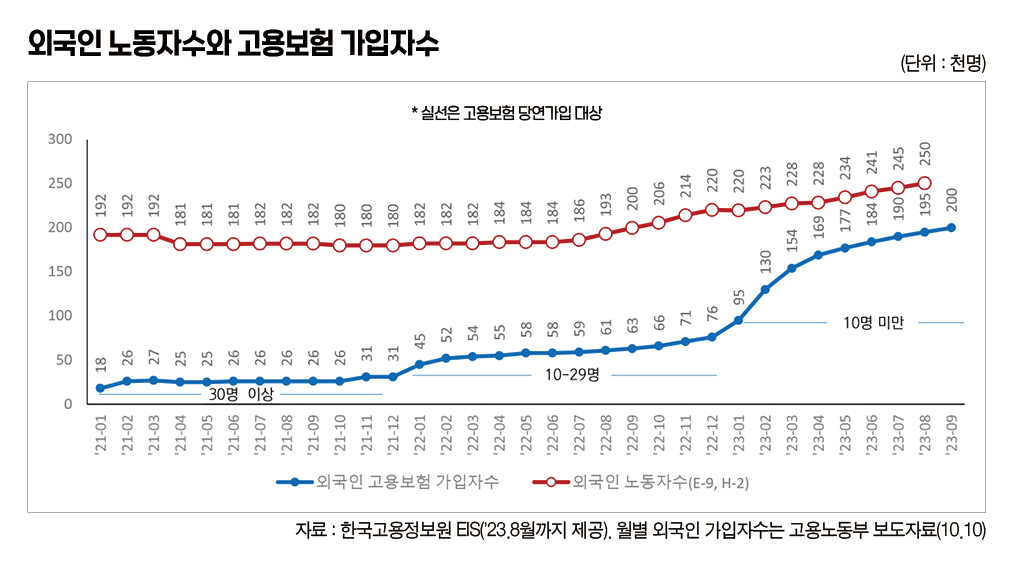 외국인 노동자수와 고용보험 가입자수
(단위 : 천명)
* 실선은 고용보험 당연가입 대상
300
250
200
150
100
50
0
192 192 192 181 181 181 182 182 182 180 180 180 182 182 182 184 184 184 186 193 200 206 214 220 220 223 228 228 234 241 245 250
18 26 27 25 25 26 26 26 26 26 31 31 45 52 54 55 58 58 59 61 63 66 71 76 95 130 154 169 177 184 190 195 200
30명 이상
10-29명
10명 미만
'21-01 '21-02 '21-03 '21-04 '21-05 '21-06 '21-07 '21-08 '21-09 '21-10 '21-11 '21-12 '22-01 '22-02 '22-03 '22-04 '22-05 '22-06 '22-07 '22-08 '22-09 '22-10 '22-11 '22-12 '23-01 '23-02 '23-03 '23-04 '23-05 '23-06 '23-07 '23-08 '23-09
외국인 고용보험 가입자수 외국인 노동자수(E-9, H-2)
자료 : 한국고용정보원 EIS('23.8월까지 제공). 월별 외국인 가입자수는 고용노동부 보도자료(10.10)